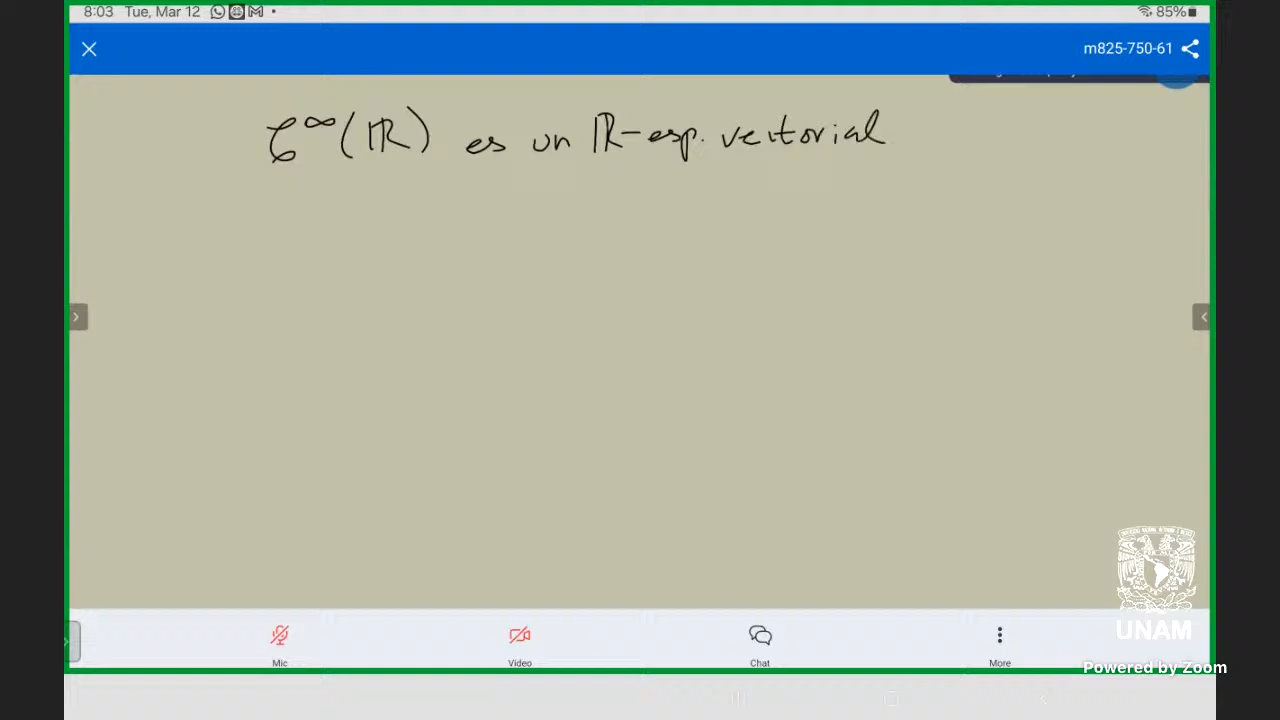 8:03 Tue, Mar 12 85%
m825-750-61
𝒞^∞(ℝ) es un ℝ-esp. vectorial
UNAM
Mic Video Chat More
Powered by Zoom